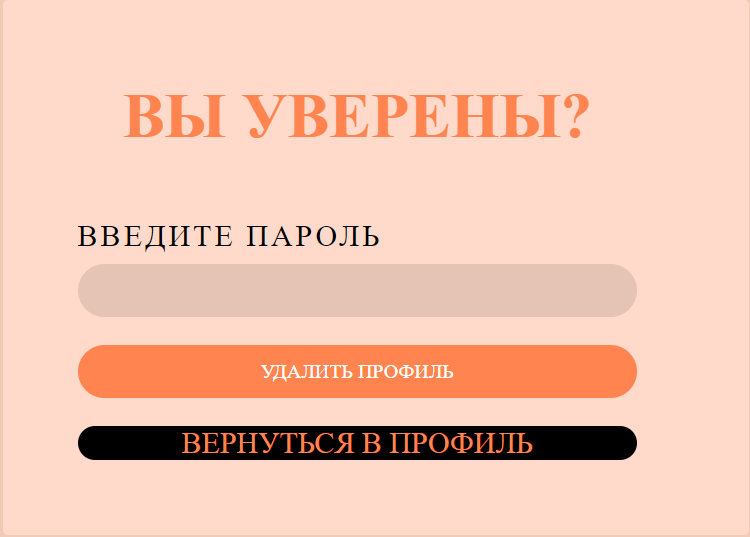 ВЫ УВЕРЕНЫ?
ВВЕДИТЕ ПАРОЛЬ
УДАЛИТЬ ПРОФИЛЬ
ВЕРНУТЬСЯ В ПРОФИЛЬ